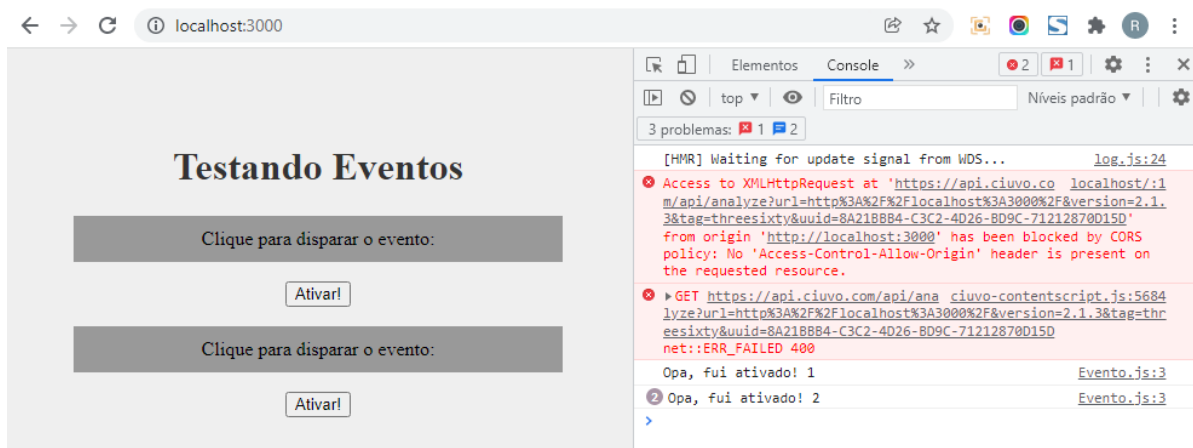 localhost:3000
R
Elementos Console » 2 1
top ▼ Filtro Níveis padrão ▼
3 problemas: 1 2
[HMR] Waiting for update signal from WDS... log.js:24
Access to XMLHttpRequest at 'https://api.ciuvo.co localhost/:1
m/api/analyze?url=http%3A%2F%2Flocalhost%3A3000%2F&version=2.1.
3&tag=threesixty&uuid=8A21BBB4-C3C2-4D26-BD9C-71212870D15D'
from origin 'http://localhost:3000' has been blocked by CORS
policy: No 'Access-Control-Allow-Origin' header is present on
the requested resource.
GET https://api.ciuvo.com/api/ana ciuvo-contentscript.js:5684
lyze?url=http%3A%2F%2Flocalhost%3A3000%2F&version=2.1.3&tag=thr
eesixty&uuid=8A21BBB4-C3C2-4D26-BD9C-71212870D15D
net::ERR_FAILED 400
Opa, fui ativado! 1 Evento.js:3
2 Opa, fui ativado! 2 Evento.js:3
Testando Eventos
Clique para disparar o evento:
Ativar!
Clique para disparar o evento:
Ativar!